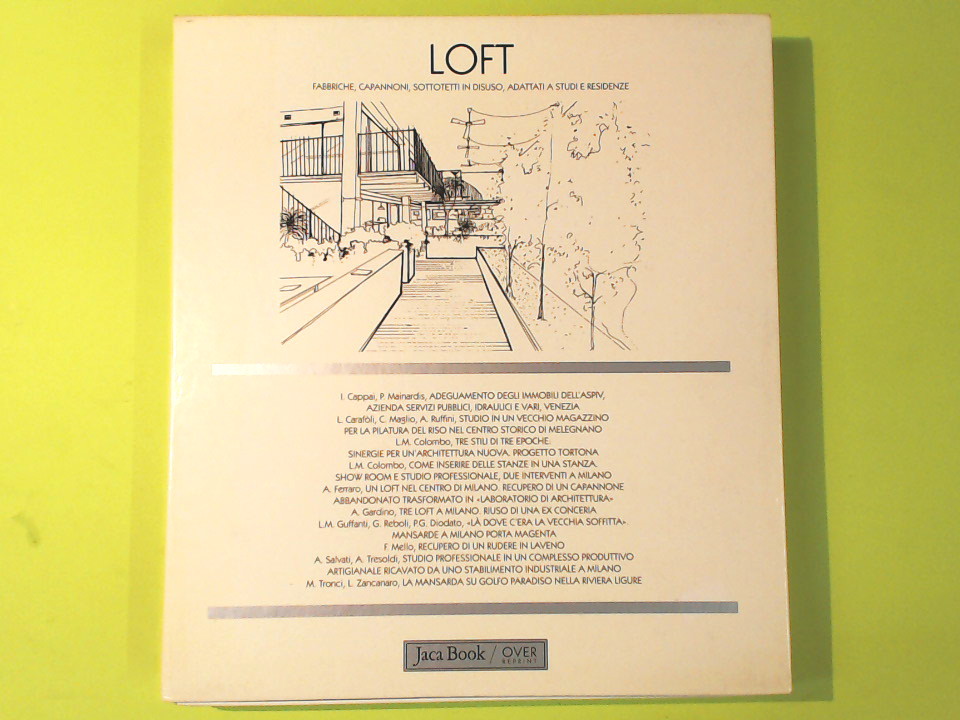 LOFT
FABBRICHE, CAPANNONI, SOTTOTETTI IN DISUSO, ADATTATI A STUDI E RESIDENZE
I. Cappai, P. Mainardis, ADEGUAMENTO DEGLI IMMOBILI DELL'ASPIV,
AZIENDA SERVIZI PUBBLICI, IDRAULICI E VARI, VENEZIA
L. Carafòli, C. Maglio, A. Ruffini, STUDIO IN UN VECCHIO MAGAZZINO
PER LA PILATURA DEL RISO NEL CENTRO STORICO DI MELEGNANO
L.M. Colombo, TRE STILI DI TRE EPOCHE:
SINERGIE PER UN'ARCHITETTURA NUOVA. PROGETTO TORTONA
L.M. Colombo, COME INSERIRE DELLE STANZE IN UNA STANZA.
SHOW ROOM E STUDIO PROFESSIONALE, DUE INTERVENTI A MILANO
A. Ferraro, UN LOFT NEL CENTRO DI MILANO. RECUPERO DI UN CAPANNONE
ABBANDONATO TRASFORMATO IN «LABORATORIO DI ARCHITETTURA»
A. Gardino, TRE LOFT A MILANO. RIUSO DI UNA EX CONCERIA
L.M. Guffanti, G. Reboli, P.G. Diodato, «LÀ DOVE C'ERA LA VECCHIA SOFFITTA».
MANSARDE A MILANO PORTA MAGENTA
F. Mello, RECUPERO DI UN RUDERE IN LAVENO
A. Salvati, A. Tresoldi, STUDIO PROFESSIONALE IN UN COMPLESSO PRODUTTIVO
ARTIGIANALE RICAVATO DA UNO STABILIMENTO INDUSTRIALE A MILANO
M. Tronci, L. Zancanaro, LA MANSARDA SU GOLFO PARADISO NELLA RIVIERA LIGURE
Jaca Book / OVER
REPRINT